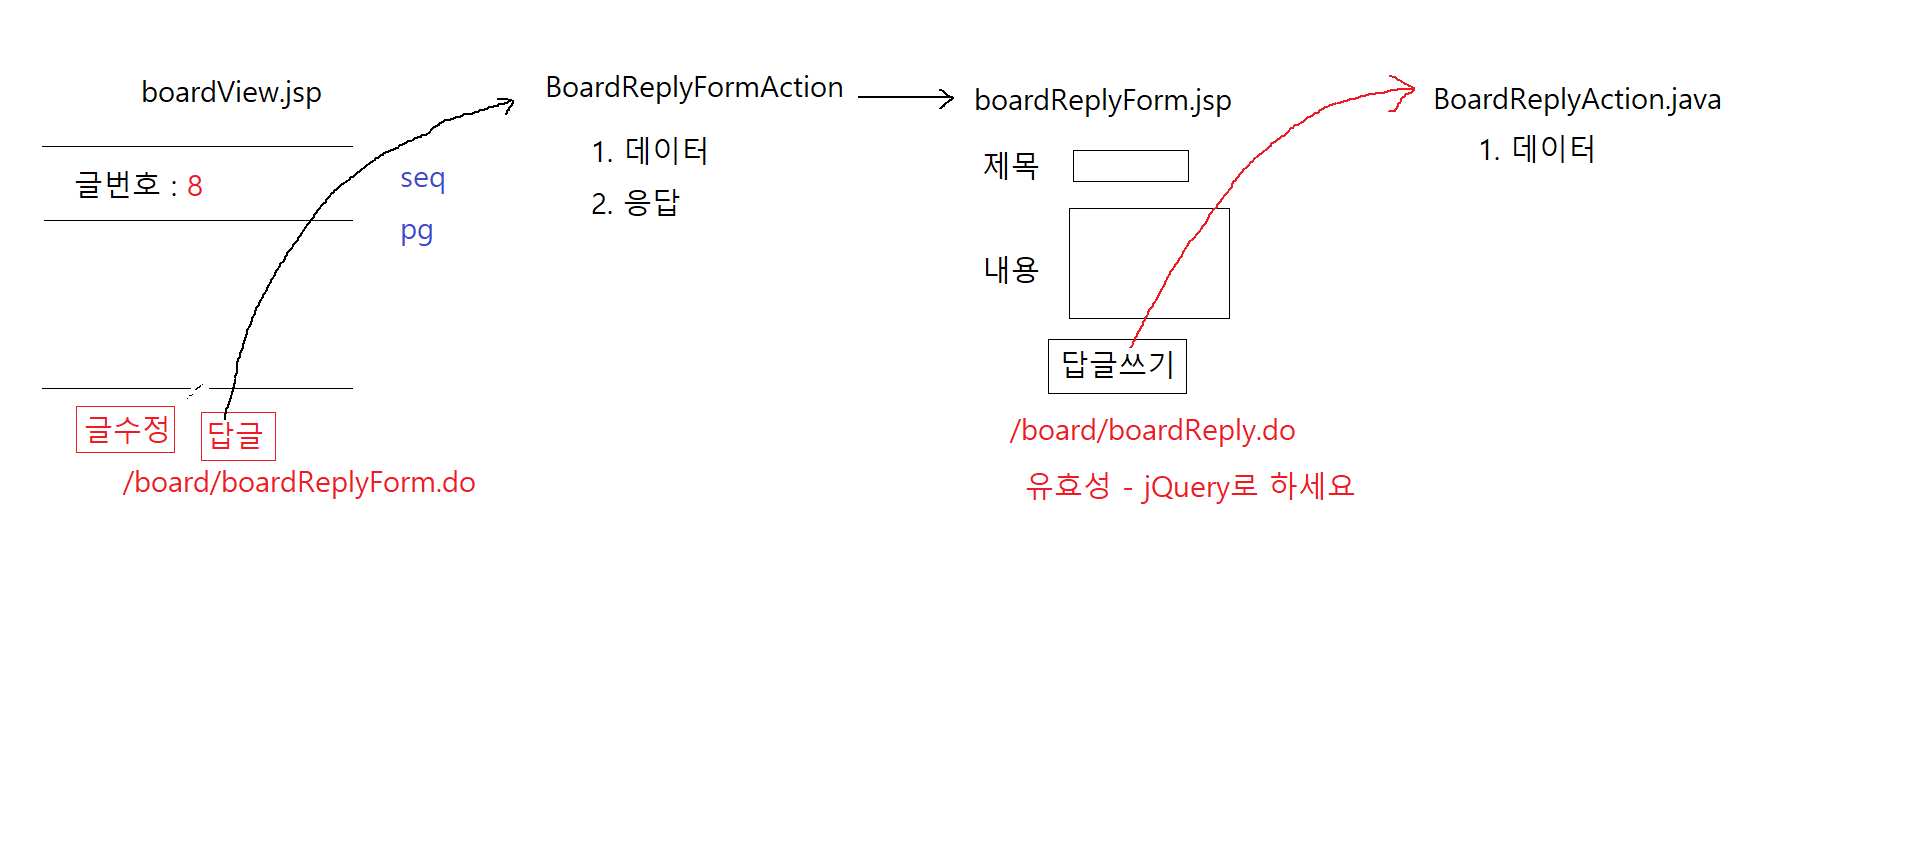 boardView.jsp
글번호 : 8
글수정
답글
/board/boardReplyForm.do
seq
pg
BoardReplyFormAction
1. 데이터
2. 응답
boardReplyForm.jsp
제목
내용
답글쓰기
/board/boardReply.do
유효성 - jQuery로 하세요
BoardReplyAction.java
1. 데이터